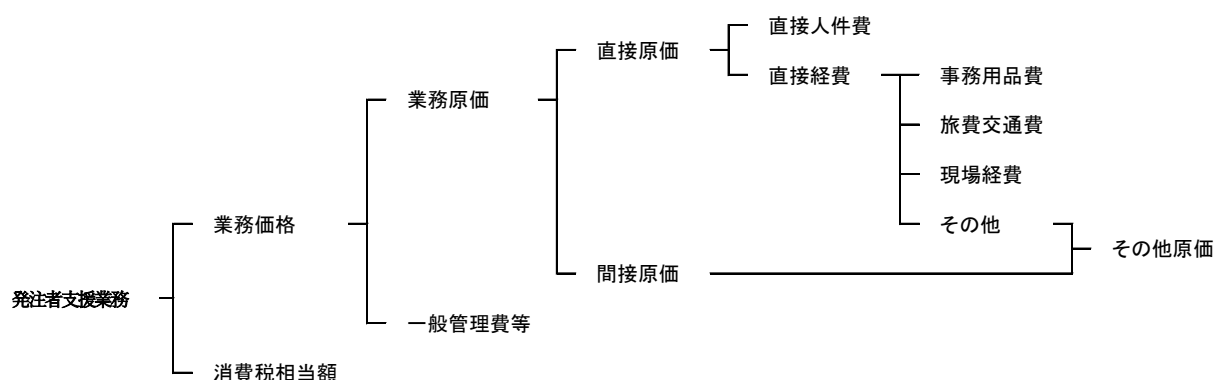 直接人件費
直接原価
直接経費
事務用品費
業務原価
旅費交通費
現場経費
業務価格
その他
その他原価
間接原価
発注者支援業務
一般管理費等
消費税相当額